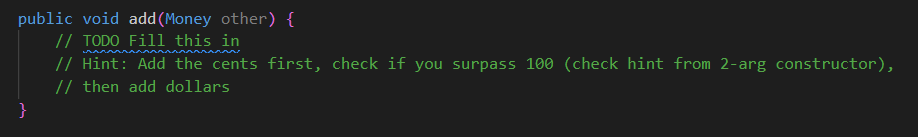 public void add(Money other) {
// TODO Fill this in
// Hint: Add the cents first, check if you surpass 100 (check hint from 2-arg constructor),
// then add dollars
}